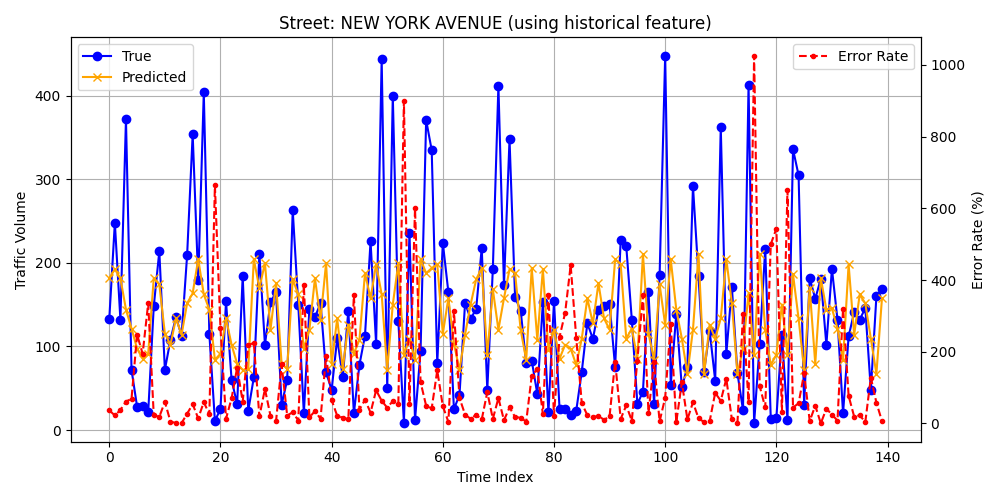 Street: NEW YORK AVENUE (using historical feature)
True
Predicted
Error Rate
Traffic Volume
400
300
200
100
0
Error Rate (%)
1000
800
600
400
200
0
0 20 40 60 80 100 120 140
Time Index